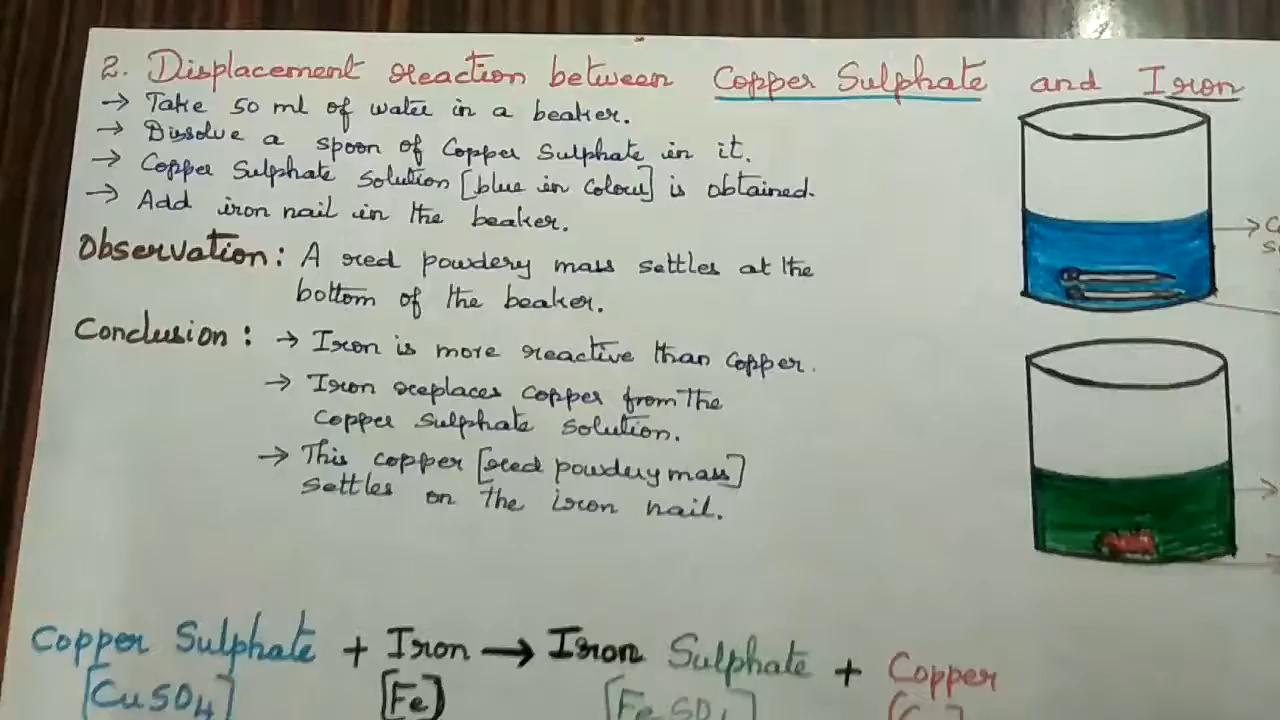 2. Displacement reaction between Copper Sulphate and Iron
→ Take 50 ml of water in a beaker.
→ Dissolve a spoon of Copper Sulphate in it.
→ Copper Sulphate Solution [blue in Colour] is obtained.
→ Add iron nail in the beaker.
Observation: A red powdery mass settles at the
bottom of the beaker.
Conclusion: → Iron is more reactive than Copper.
→ Iron replaces copper from the
Copper Sulphate solution.
→ This copper [red powdery mass]
settles on the iron nail.
Copper Sulphate + Iron → Iron Sulphate + Copper
[CuSO4] [Fe] [FeSO4]